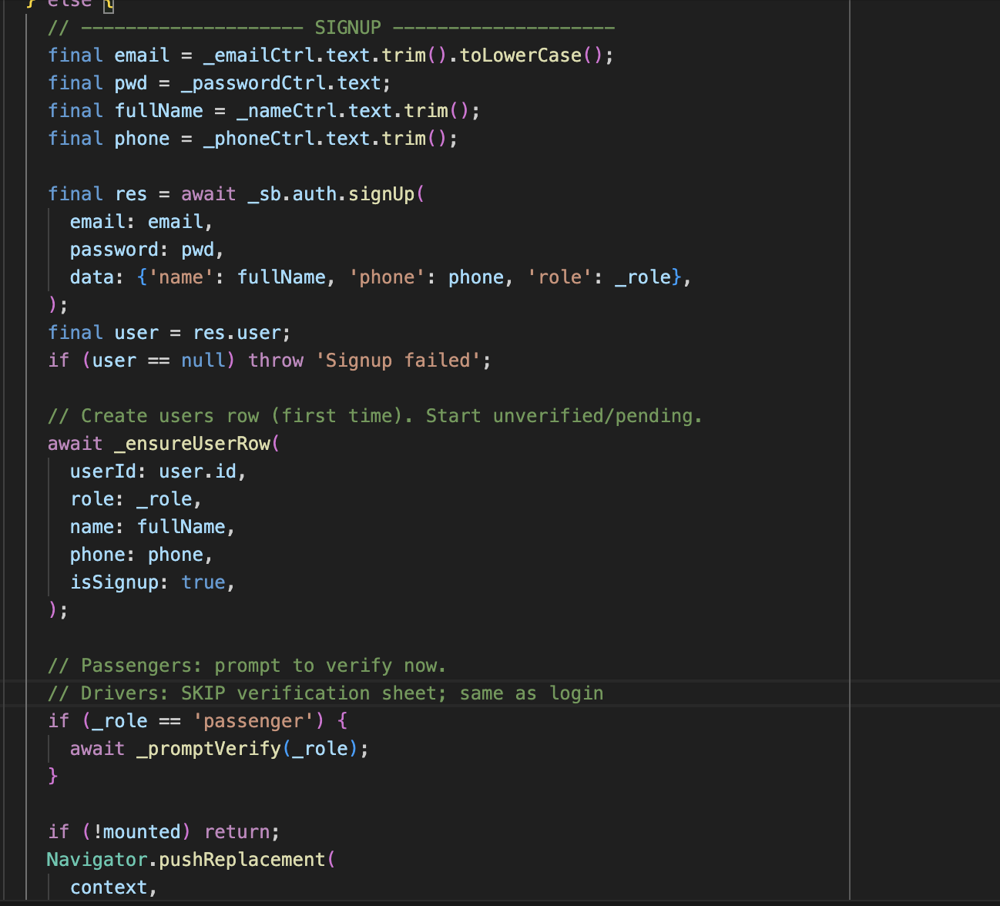 } else {
// -------------------- SIGNUP --------------------
final email = _emailCtrl.text.trim().toLowerCase();
final pwd = _passwordCtrl.text;
final fullName = _nameCtrl.text.trim();
final phone = _phoneCtrl.text.trim();
final res = await _sb.auth.signUp(
email: email,
password: pwd,
data: {'name': fullName, 'phone': phone, 'role': _role},
);
final user = res.user;
if (user == null) throw 'Signup failed';
// Create users row (first time). Start unverified/pending.
await _ensureUserRow(
userId: user.id,
role: _role,
name: fullName,
phone: phone,
isSignup: true,
);
// Passengers: prompt to verify now.
// Drivers: SKIP verification sheet; same as login
if (_role == 'passenger') {
await _promptVerify(_role);
}
if (!mounted) return;
Navigator.pushReplacement(
context,